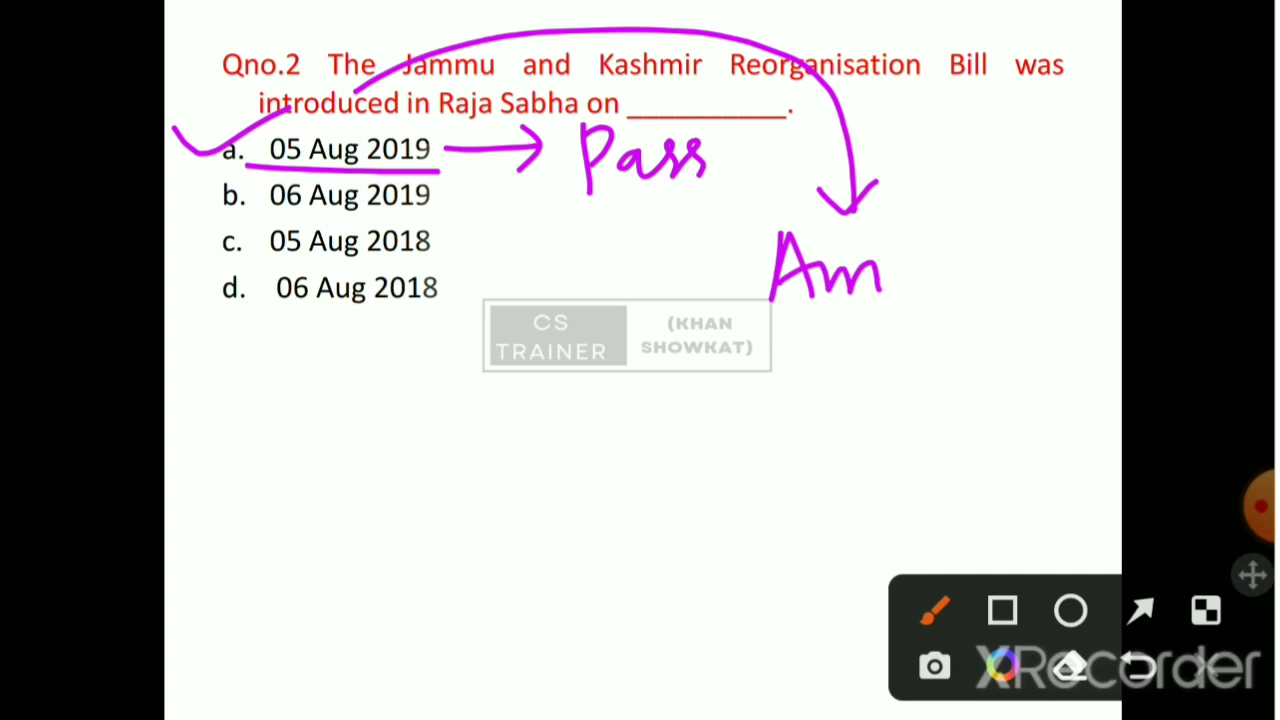 Qno.2 The Jammu and Kashmir Reorganisation Bill was
introduced in Raja Sabha on ___________.
a. 05 Aug 2019 → Pass
b. 06 Aug 2019
c. 05 Aug 2018
Am
d. 06 Aug 2018
CS TRAINER
(KHAN SHOWKAT)
XRecorder